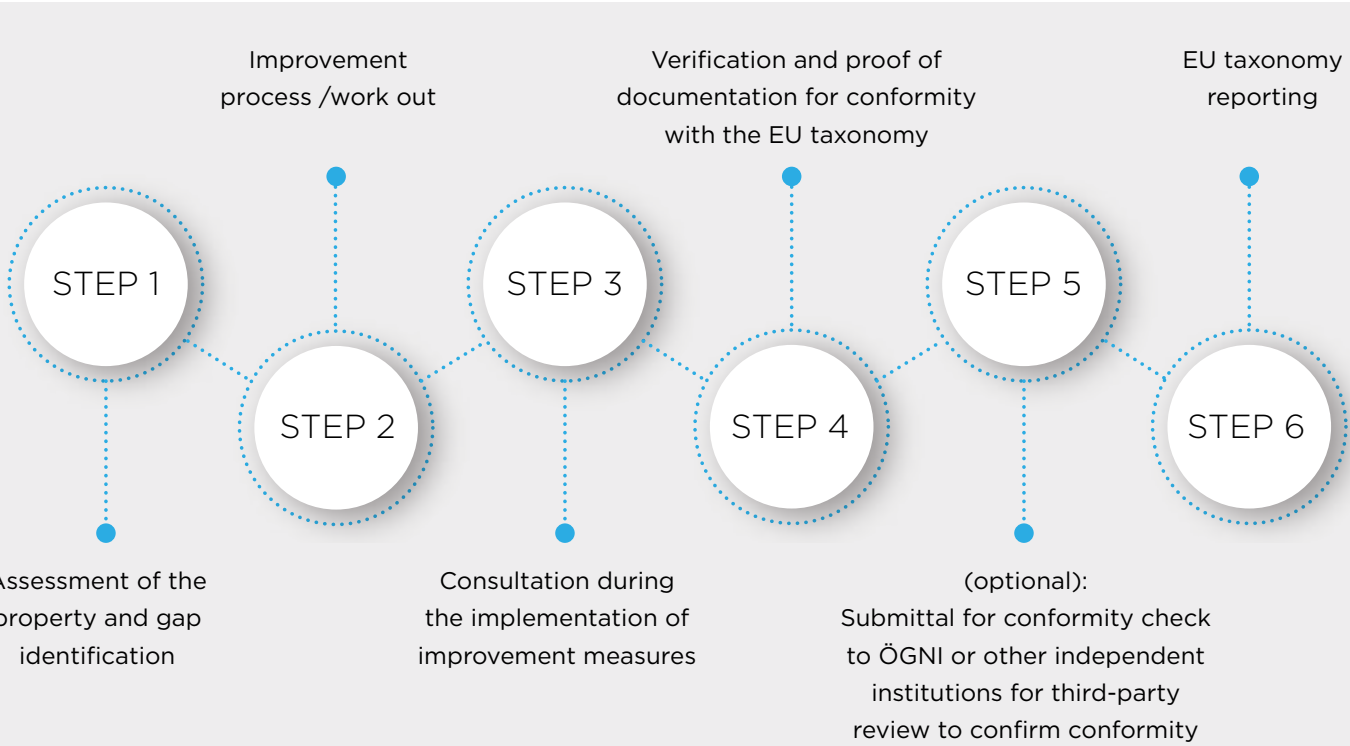 Improvement
process /work out
Verification and proof of
documentation for conformity
with the EU taxonomy
EU taxonomy
reporting
STEP 1
STEP 2
STEP 3
STEP 4
STEP 5
STEP 6
Assessment of the
property and gap
identification
Consultation during
the implementation of
improvement measures
(optional):
Submittal for conformity check
to ÖGNI or other independent
institutions for third-party
review to confirm conformity